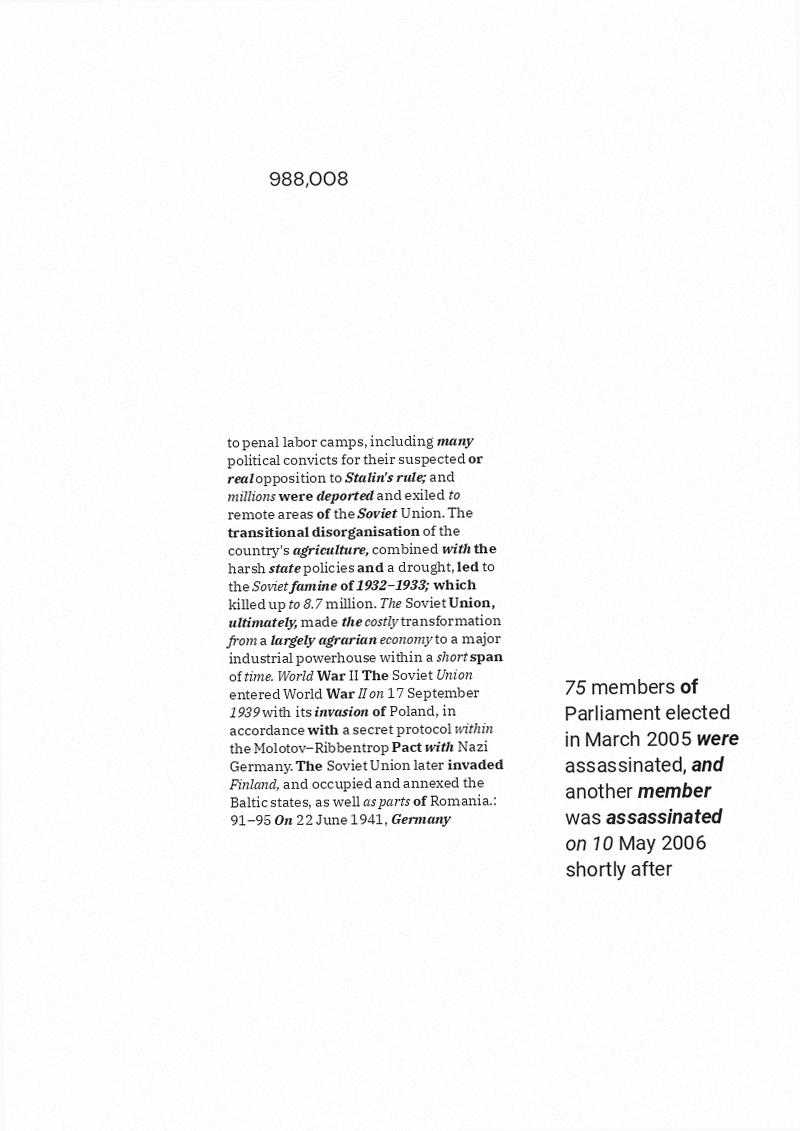 988,008
to penal labor camps, including many
political convicts for their suspected or
real opposition to Stalin's rule; and
millions were deported and exiled to
remote areas of the Soviet Union. The
transitional disorganisation of the
country's agriculture, combined with the
harsh state policies and a drought, led to
the Soviet famine of 1932–1933; which
killed up to 8.7 million. The Soviet Union,
ultimately, made the costly transformation
from a largely agrarian economy to a major
industrial powerhouse within a short span
of time. World War II The Soviet Union
entered World War II on 17 September
1939 with its invasion of Poland, in
accordance with a secret protocol within
the Molotov–Ribbentrop Pact with Nazi
Germany. The Soviet Union later invaded
Finland, and occupied and annexed the
Baltic states, as well as parts of Romania.:
91–95 On 22 June 1941, Germany
75 members of
Parliament elected
in March 2005 were
assassinated, and
another member
was assassinated
on 10 May 2006
shortly after